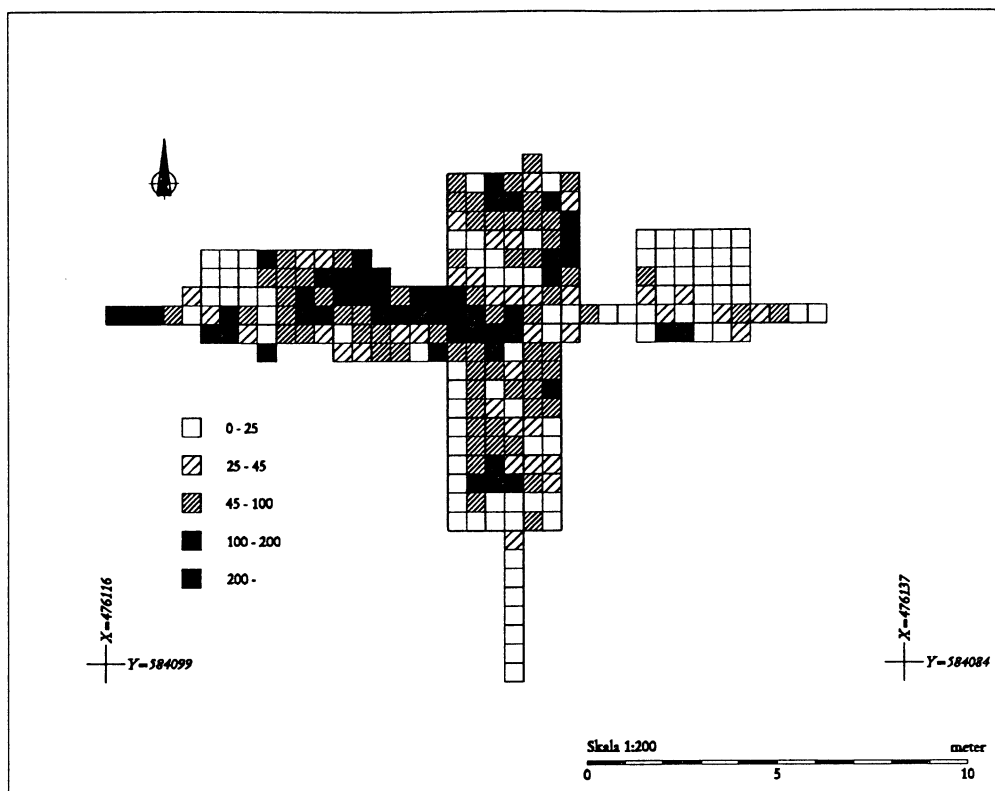 0 - 25
25 - 45
45 - 100
100 - 200
200 -
X=476116
Y=584099
X=476137
Y=584084
Skala 1:200 meter
0 5 10